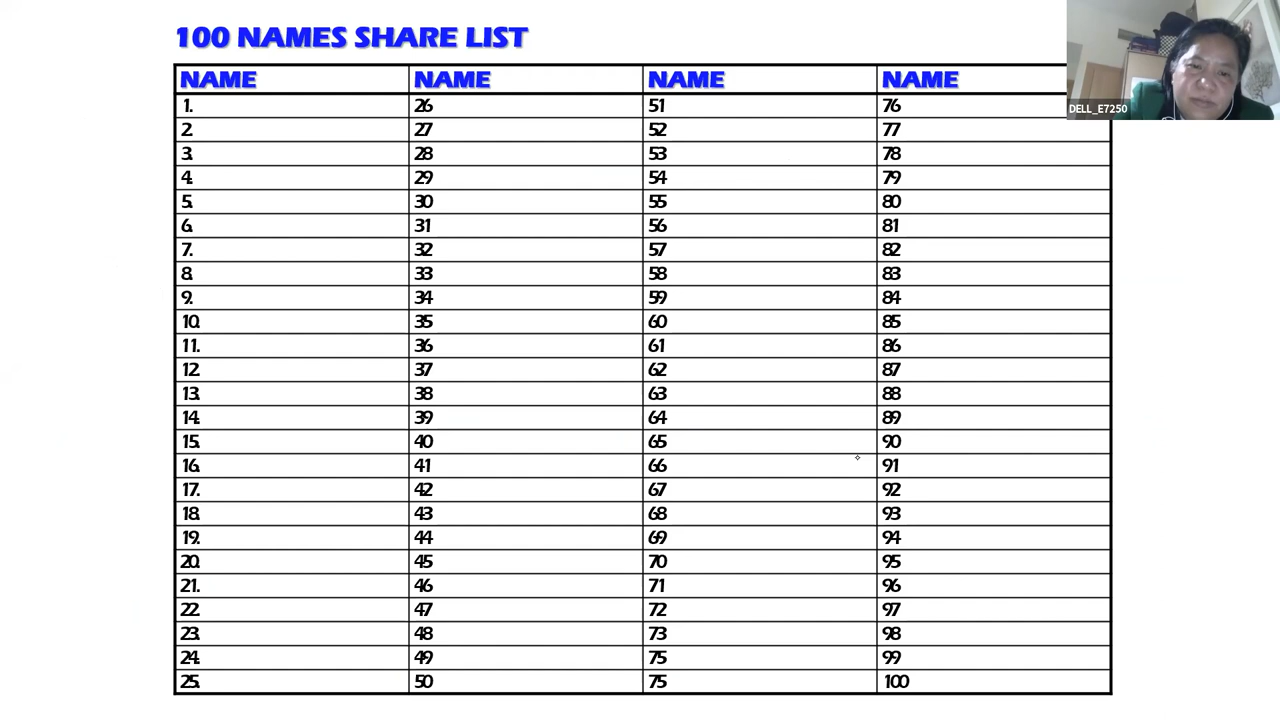 100 NAMES SHARE LIST
NAME NAME NAME NAME
1. 26 51 76
2. 27 52 77
3. 28 53 78
4. 29 54 79
5. 30 55 80
6. 31 56 81
7. 32 57 82
8. 33 58 83
9. 34 59 84
10. 35 60 85
11. 36 61 86
12. 37 62 87
13. 38 63 88
14. 39 64 89
15. 40 65 90
16. 41 66 91
17. 42 67 92
18. 43 68 93
19. 44 69 94
20. 45 70 95
21. 46 71 96
22. 47 72 97
23. 48 73 98
24. 49 75 99
25. 50 75 100
DELL_E7250